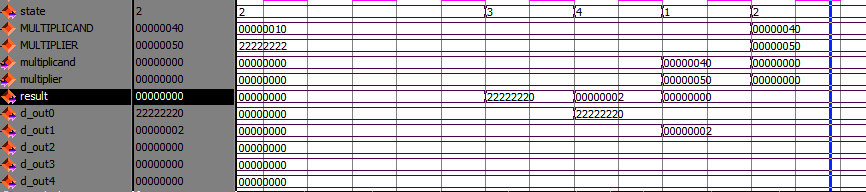 state 2 2 3 4 1 2
MULTIPLICAND 00000040 00000010 00000040
MULTIPLIER 00000050 22222222 00000050
multiplicand 00000000 00000000 00000040 00000000
multiplier 00000000 00000000 00000050 00000000
result 00000000 00000000 22222220 00000002 00000000
d_out0 22222220 00000000 22222220
d_out1 00000002 00000000 00000002
d_out2 00000000 00000000
d_out3 00000000 00000000
d_out4 00000000 00000000